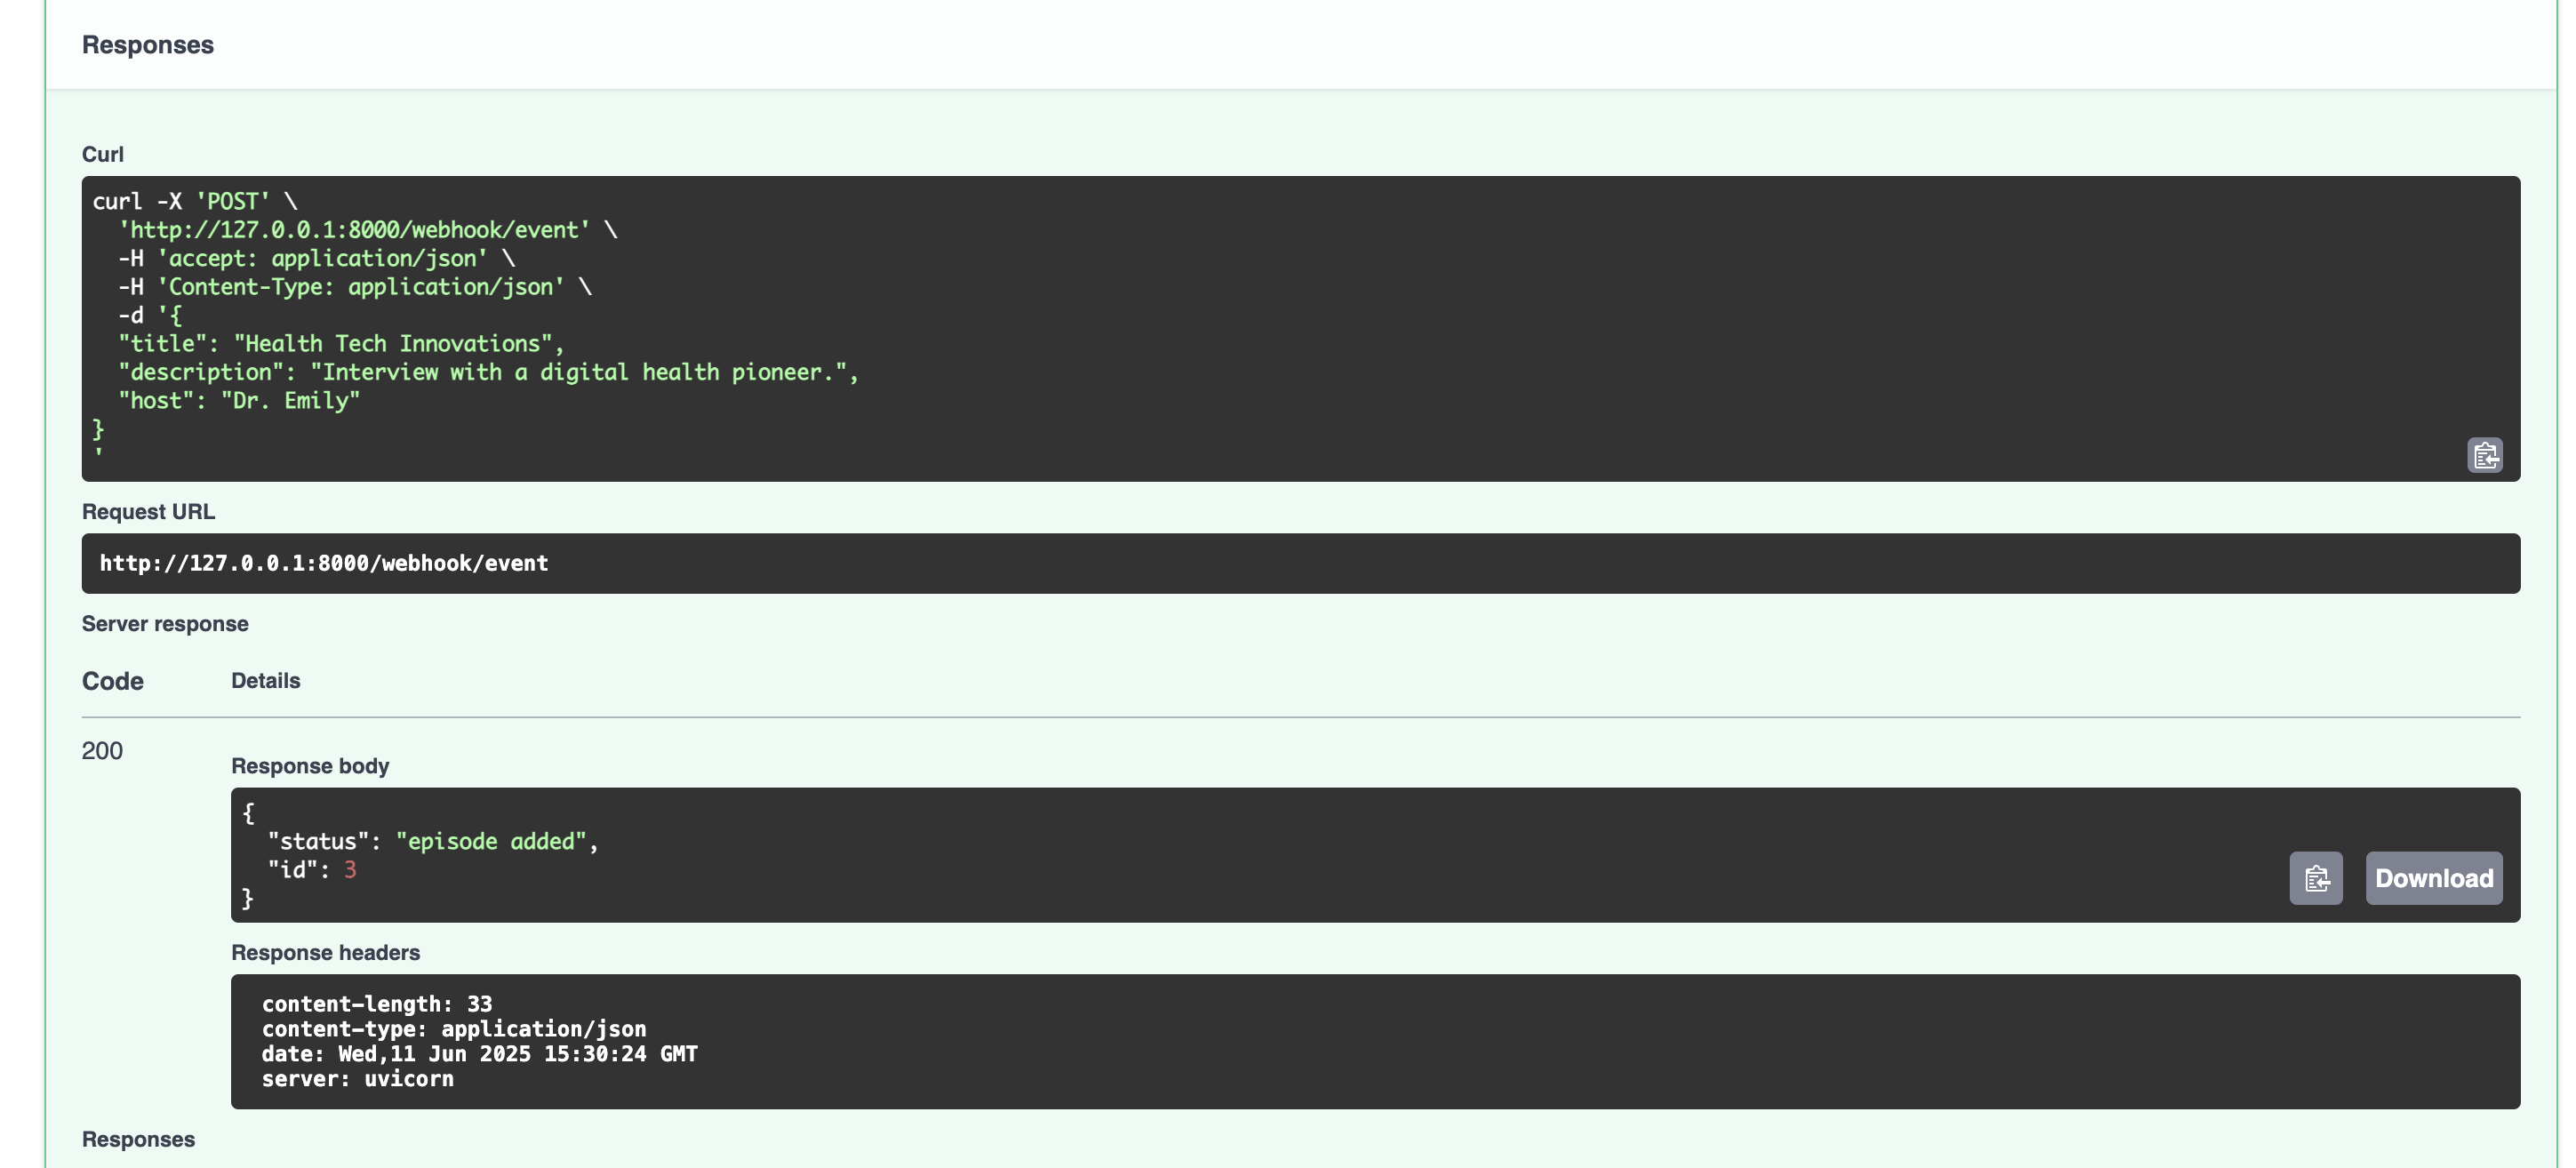 Responses
Curl
curl -X 'POST' \
  'http://127.0.0.1:8000/webhook/event' \
  -H 'accept: application/json' \
  -H 'Content-Type: application/json' \
  -d '{
  "title": "Health Tech Innovations",
  "description": "Interview with a digital health pioneer.",
  "host": "Dr. Emily"
}
'
Request URL
http://127.0.0.1:8000/webhook/event
Server response
Code Details
200
Response body
{
  "status": "episode added",
  "id": 3
}
Download
Response headers
content-length: 33
content-type: application/json
date: Wed,11 Jun 2025 15:30:24 GMT
server: uvicorn
Responses